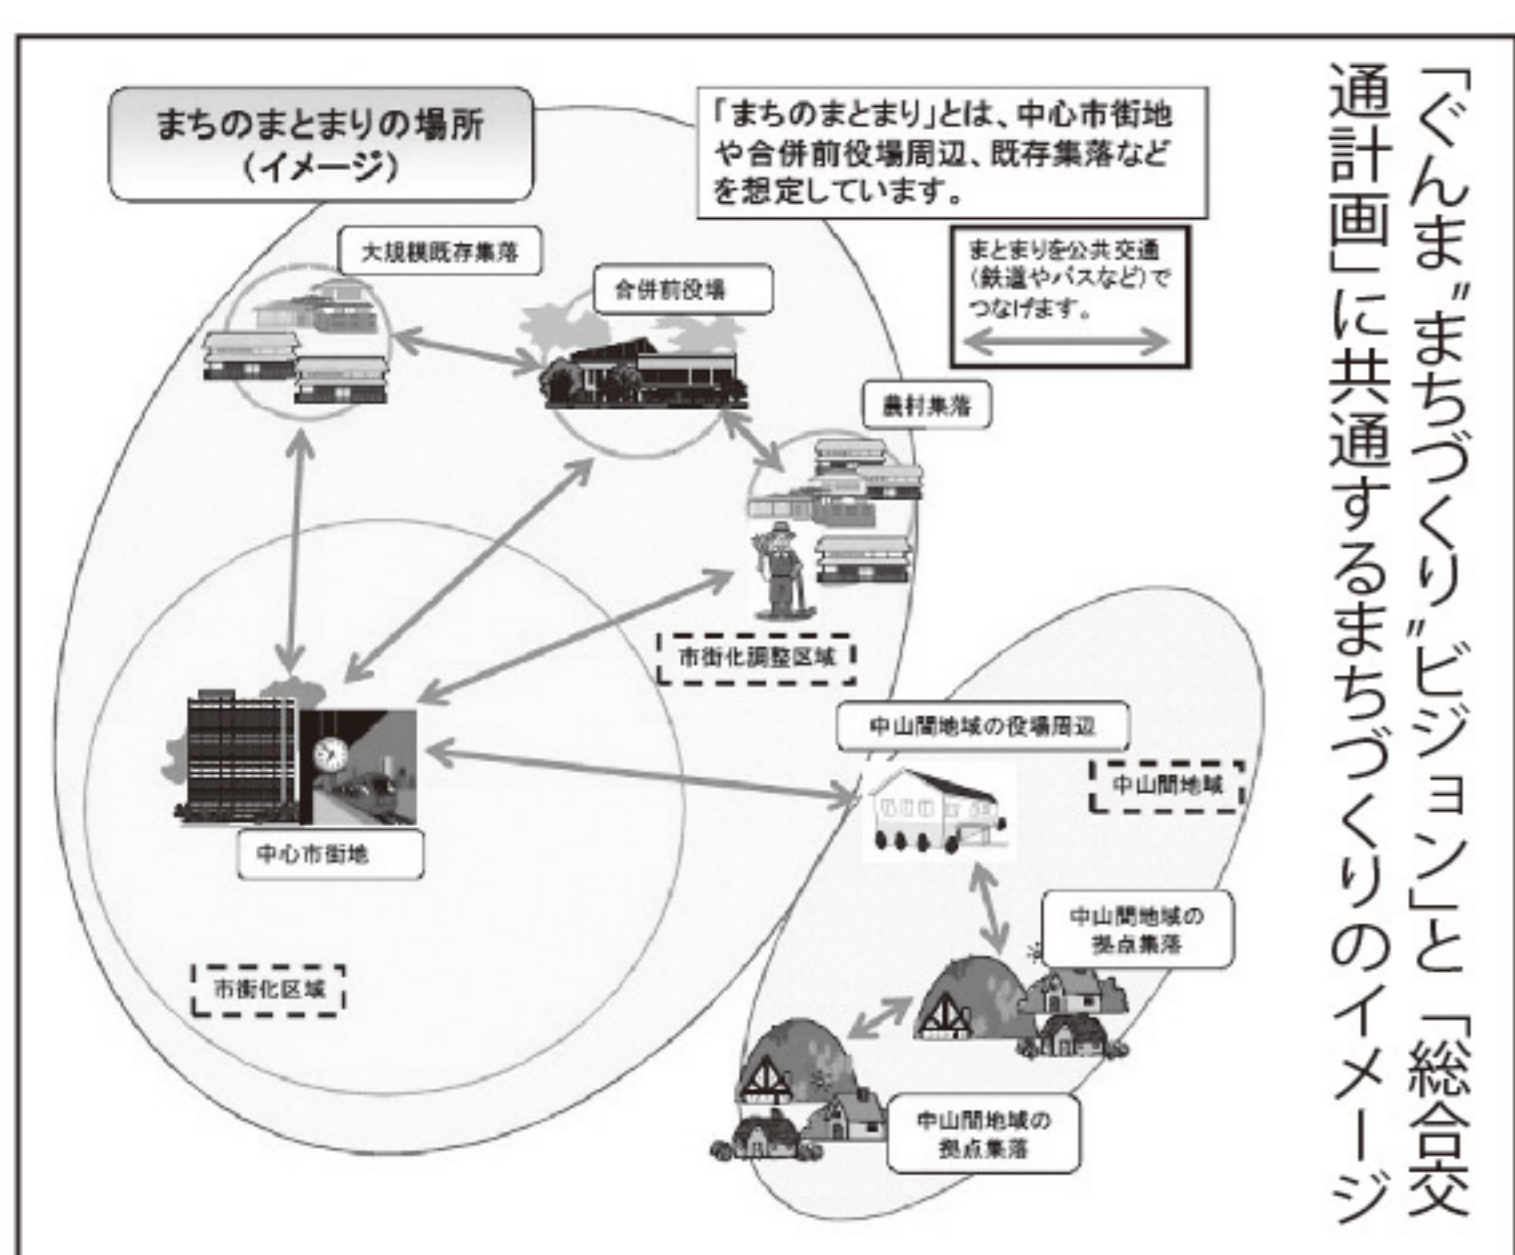 「ぐんま〃まちづくり〃ビジョン」と「総合交
通計画」に共通するまちづくりのイメージ
まちのまとまりの場所
(イメージ)
「まちのまとまり」とは、中心市街地
や合併前役場周辺、既存集落など
を想定しています。
まとまりを公共交通
(鉄道やバスなど)で
つなげます。
大規模既存集落
合併前役場
農村集落
市街化調整区域
中山間地域の役場周辺
中山間地域
中心市街地
中山間地域の
拠点集落
市街化区域
中山間地域の
拠点集落